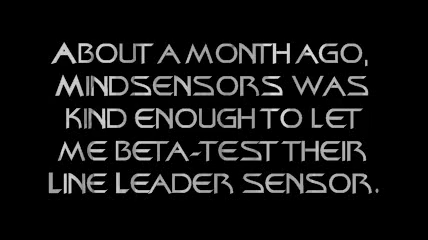 About a month ago,
Mindsensors was
kind enough to let
me beta-test their
Line Leader sensor.